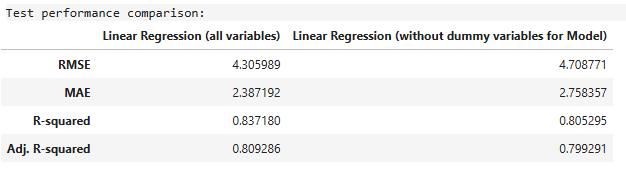 Test performance comparison:
Linear Regression (all variables) Linear Regression (without dummy variables for Model)
RMSE 4.305989 4.708771
MAE 2.387192 2.758357
R-squared 0.837180 0.805295
Adj. R-squared 0.809286 0.799291